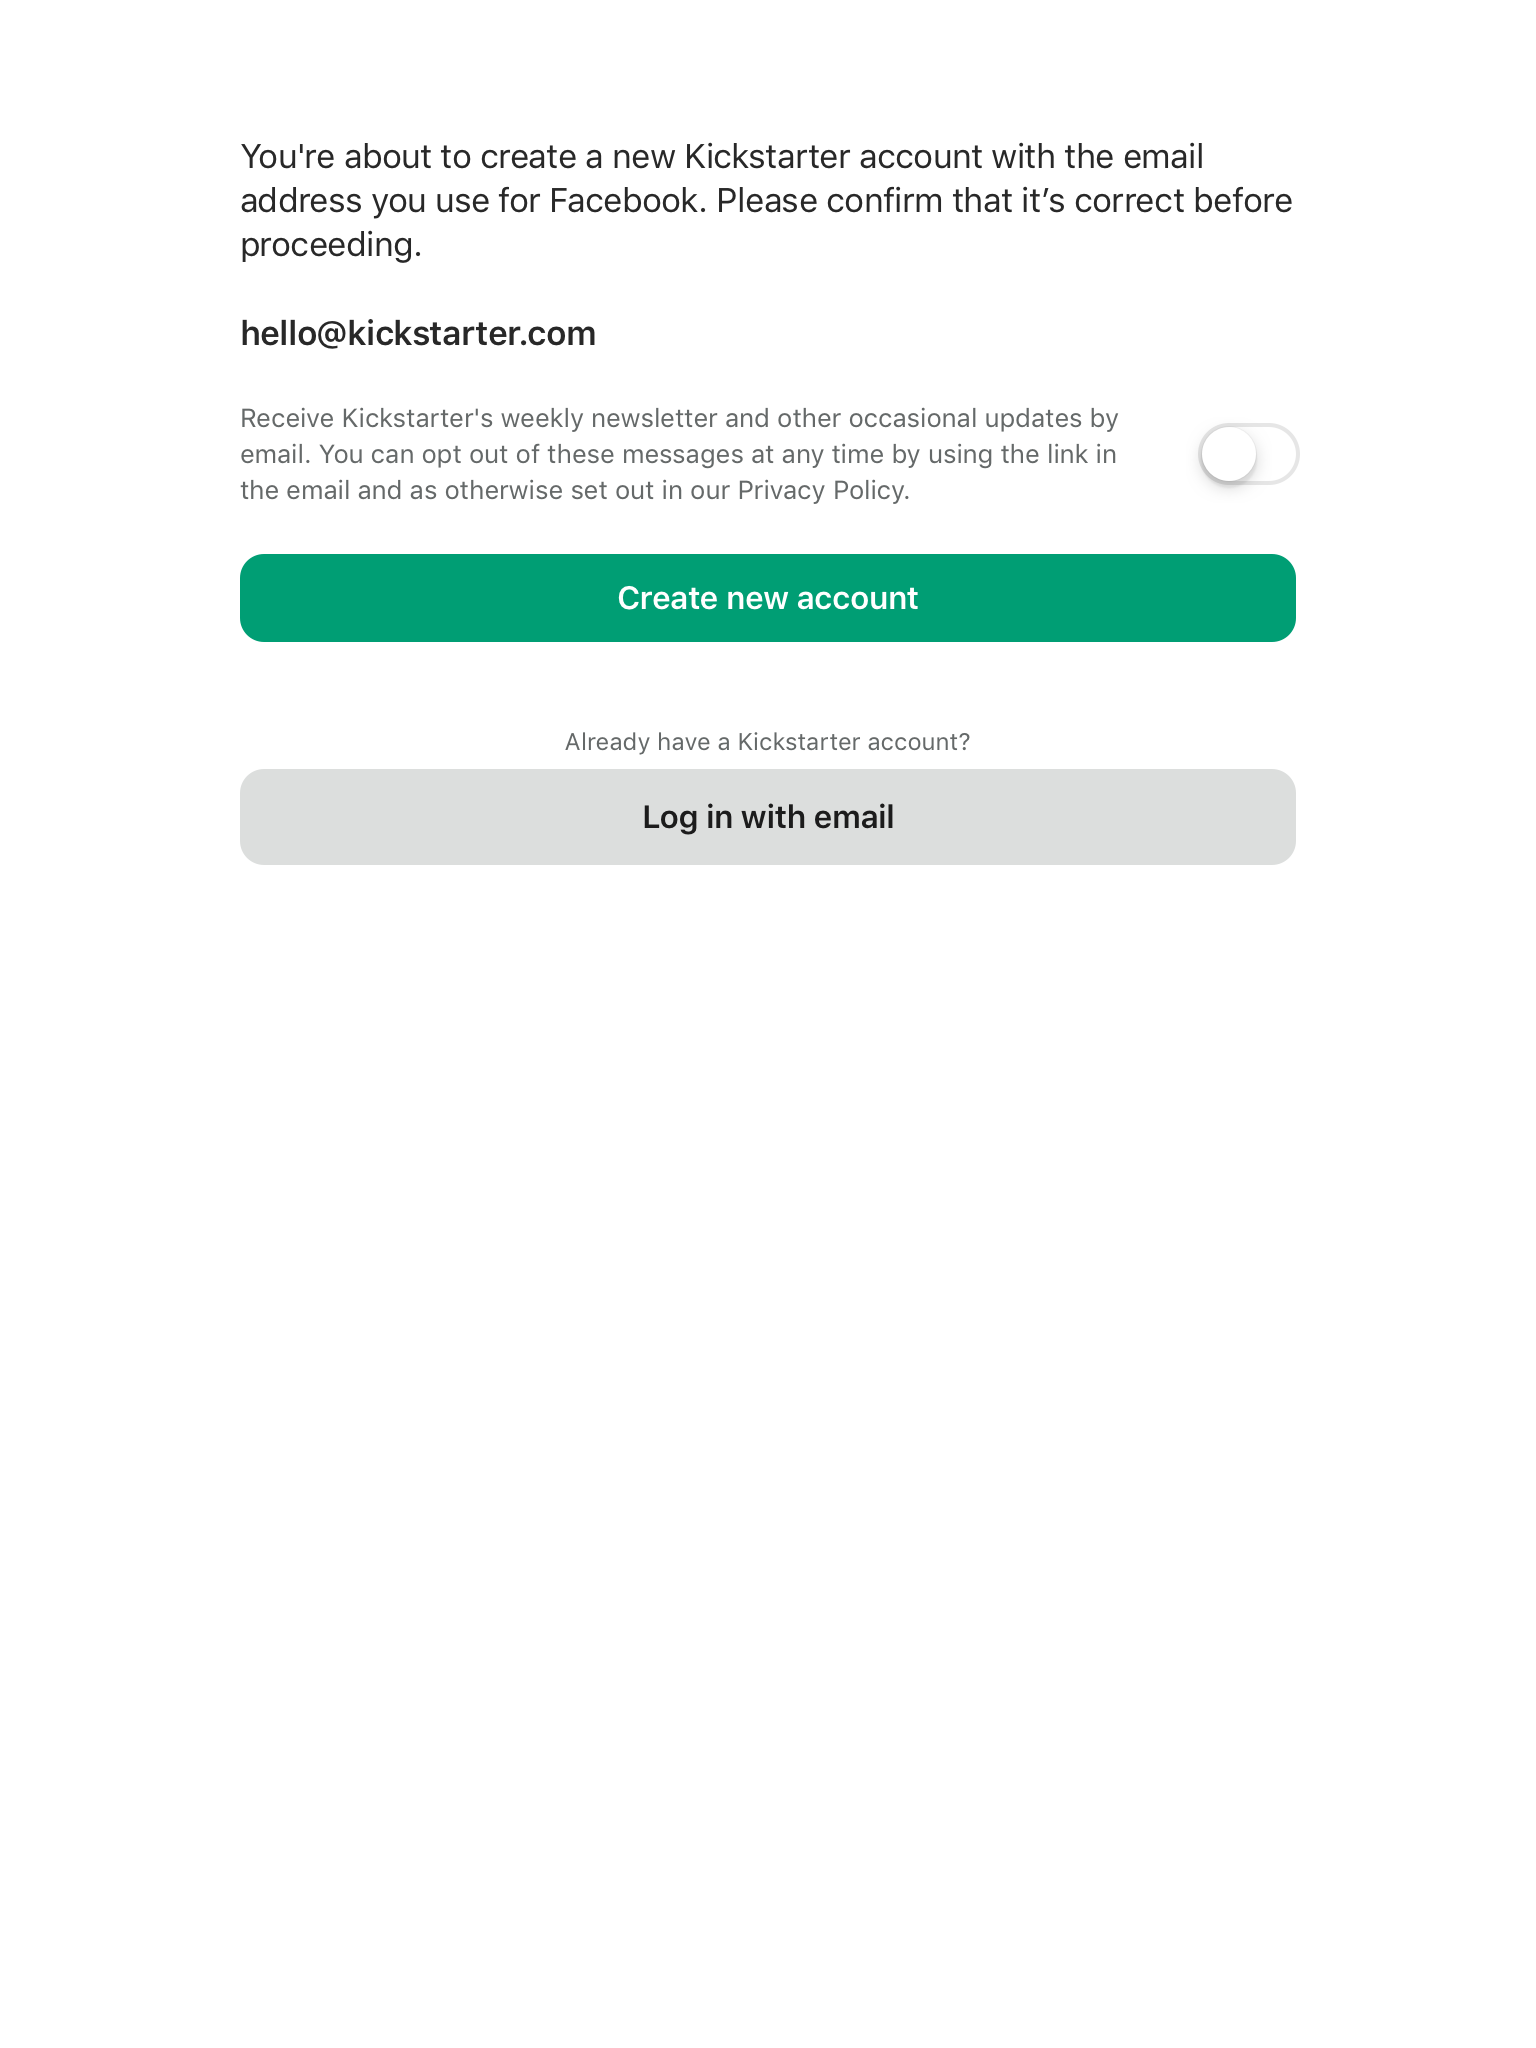 You're about to create a new Kickstarter account with the email
address you use for Facebook. Please confirm that it’s correct before
proceeding.
hello@kickstarter.com
Receive Kickstarter's weekly newsletter and other occasional updates by
email. You can opt out of these messages at any time by using the link in
the email and as otherwise set out in our Privacy Policy.
Create new account
Already have a Kickstarter account?
Log in with email